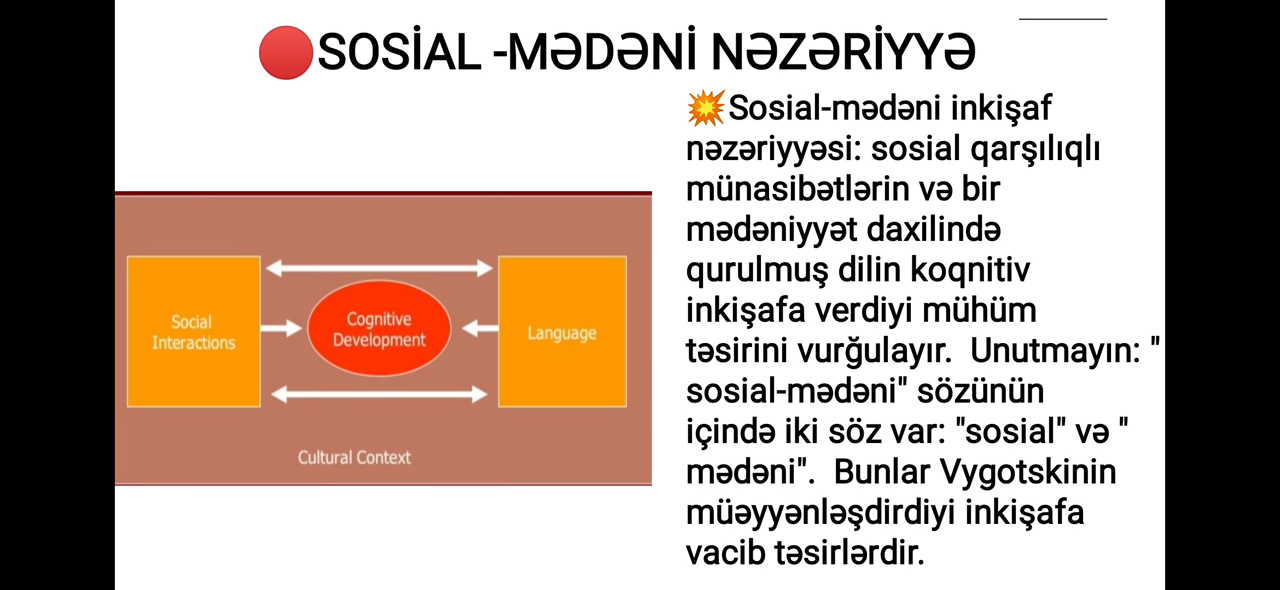 🔴SOSİAL -MƏDƏNİ NƏZƏRİYYƏ
💥Sosial-mədəni inkişaf
nəzəriyyəsi: sosial qarşılıqlı
münasibətlərin və bir
mədəniyyət daxilində
qurulmuş dilin koqnitiv
inkişafa verdiyi mühüm
təsirini vurğulayır.  Unutmayın: "
sosial-mədəni" sözünün
içində iki söz var: "sosial" və "
mədəni".  Bunlar Vygotskinin
müəyyənləşdirdiyi inkişafa
vacib təsirlərdir.
Social
Interactions
Cognitive
Development
Language
Cultural Context